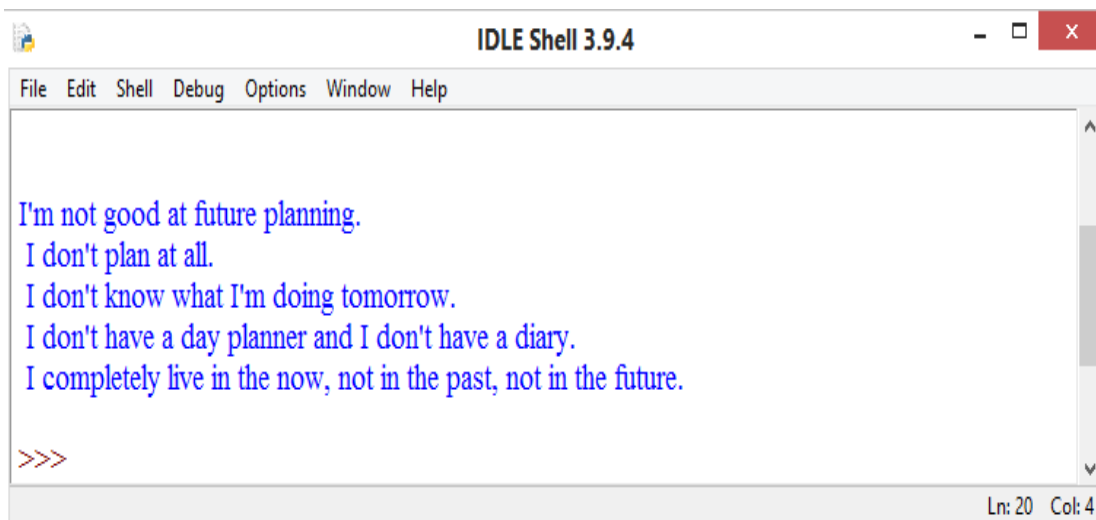 IDLE Shell 3.9.4
File Edit Shell Debug Options Window Help
I'm not good at future planning.
I don't plan at all.
I don't know what I'm doing tomorrow.
I don't have a day planner and I don't have a diary.
I completely live in the now, not in the past, not in the future.
>>>
Ln: 20 Col: 4